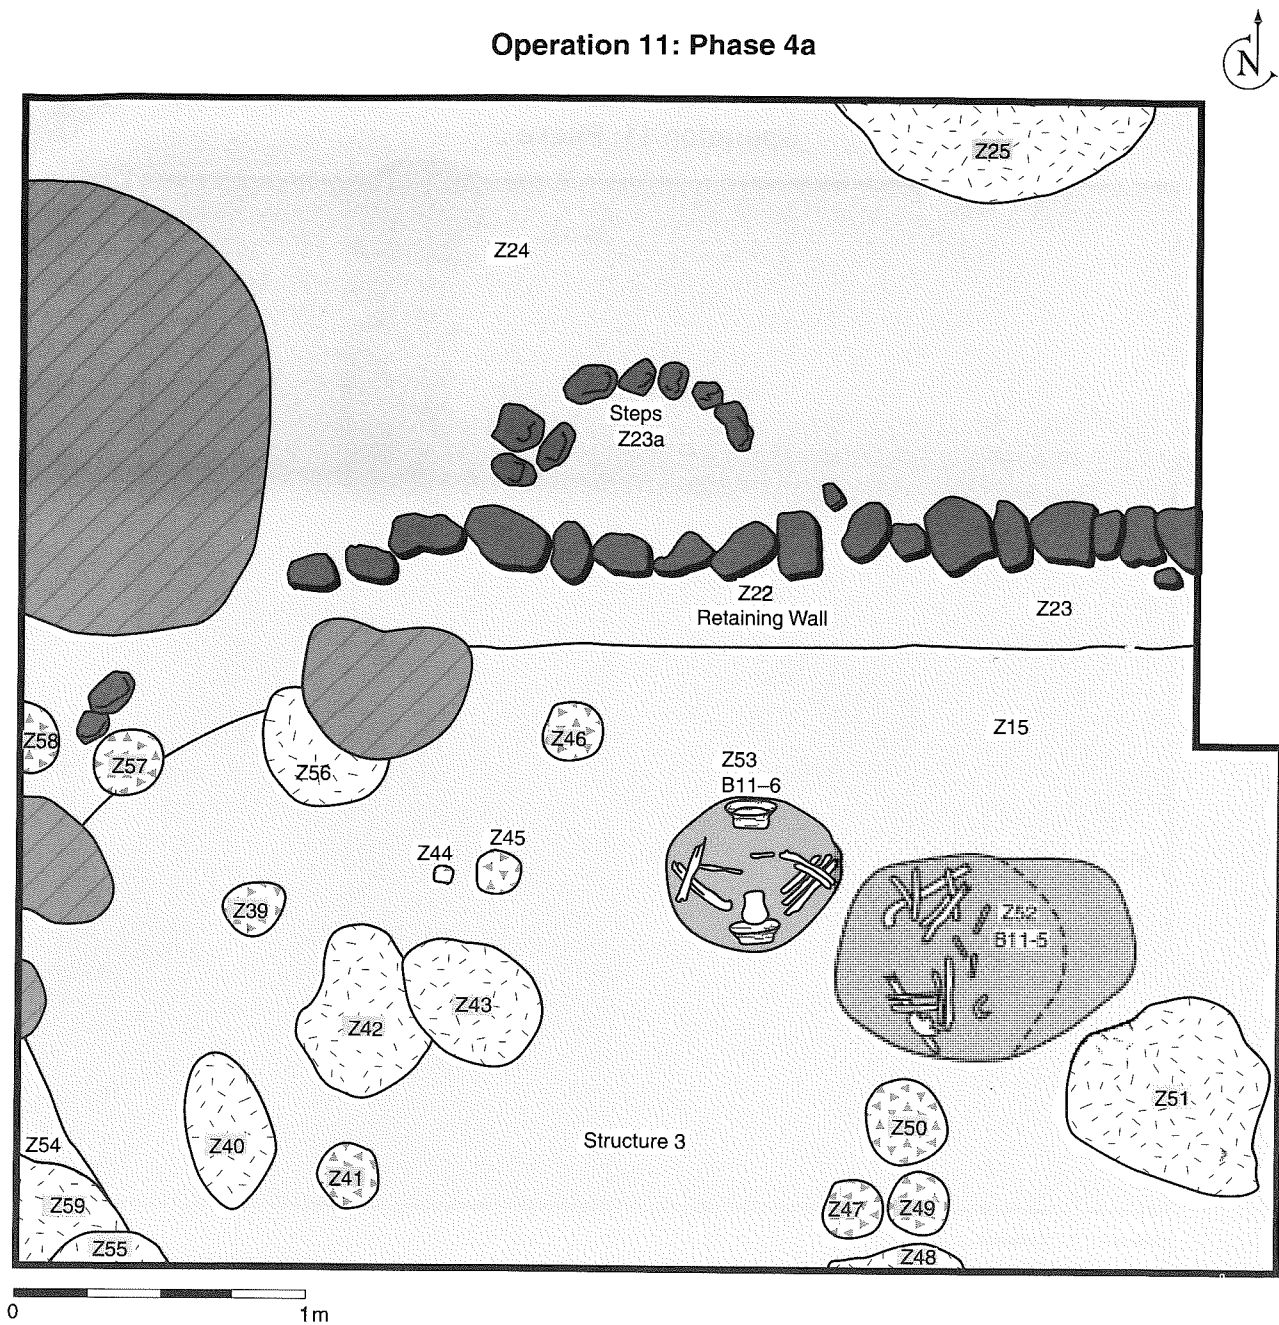 Operation 11: Phase 4a
N
Z25
Z24
Steps
Z23a
Z22
Retaining Wall
Z23
Z58
Z57
Z56
Z46
Z15
Z53
B11–6
Z44
Z45
Z39
Z52
B11-5
Z42
Z43
Z51
Z40
Z41
Structure 3
Z50
Z54
Z59
Z55
Z47
Z49
Z48
0
1m